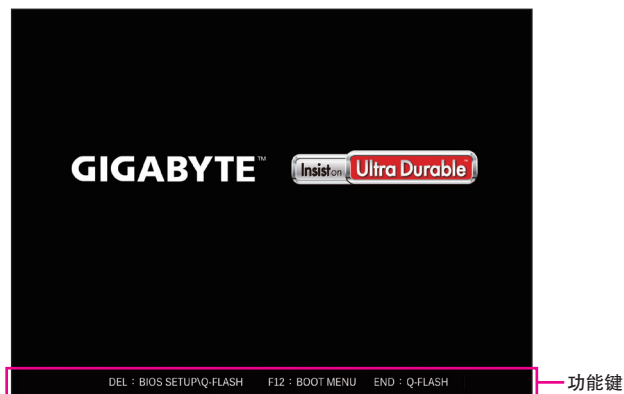 GIGABYTE™
Insist on Ultra Durable™
DEL : BIOS SETUP\Q-FLASH F12 : BOOT MENU END : Q-FLASH
功能键